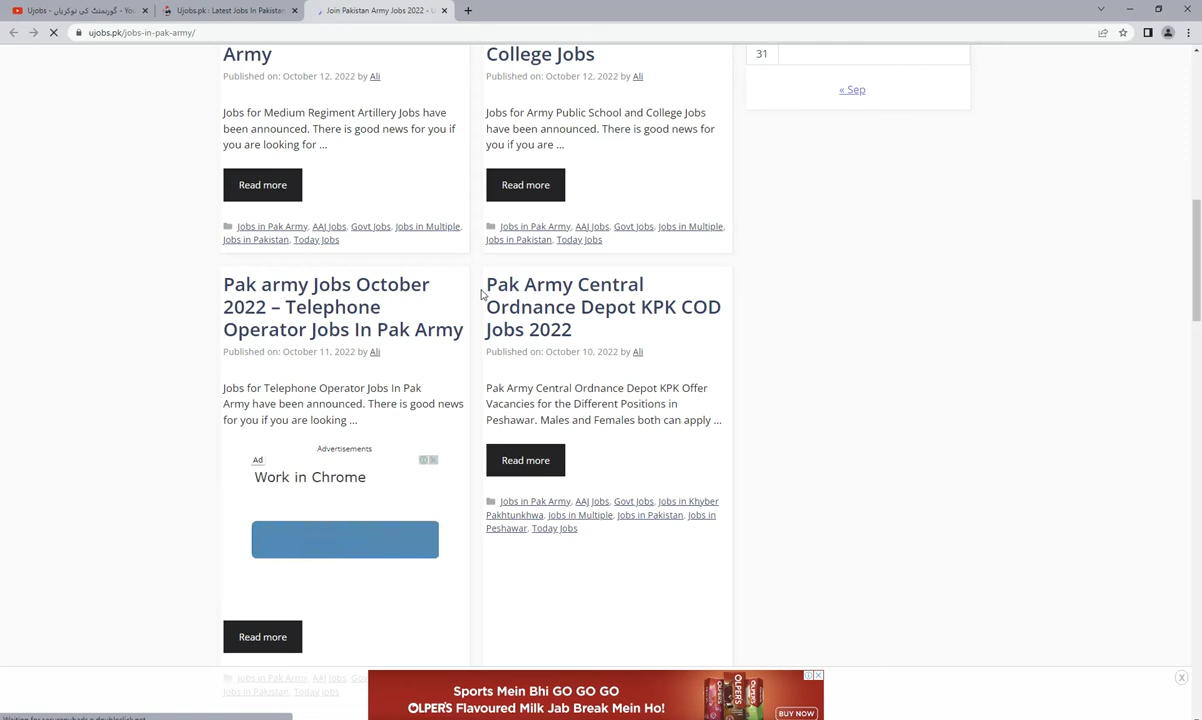 Ujobs - گورنمنٹ کی نوکریاں - You
Ujobs.pk : Latest Jobs In Pakistan
Join Pakistan Army Jobs 2022 - U
ujobs.pk/jobs-in-pak-army/
Army
Published on: October 12, 2022 by Ali
Jobs for Medium Regiment Artillery Jobs have
been announced. There is good news for you if
you are looking for ...
Read more
Jobs in Pak Army, AAJ Jobs, Govt Jobs, Jobs in Multiple,
Jobs in Pakistan, Today Jobs
College Jobs
Published on: October 12, 2022 by Ali
Jobs for Army Public School and College Jobs
have been announced. There is good news for
you if you are ...
Read more
Jobs in Pak Army, AAJ Jobs, Govt Jobs, Jobs in Multiple,
Jobs in Pakistan, Today Jobs
31
« Sep
Pak army Jobs October
2022 – Telephone
Operator Jobs In Pak Army
Published on: October 11, 2022 by Ali
Jobs for Telephone Operator Jobs In Pak
Army have been announced. There is good news
for you if you are looking ...
Advertisements
Ad
Work in Chrome
Read more
Jobs in Pak Army, AAJ Jobs, Gov
Jobs in Pakistan, Today Jobs
Pak Army Central
Ordnance Depot KPK COD
Jobs 2022
Published on: October 10, 2022 by Ali
Pak Army Central Ordnance Depot KPK Offer
Vacancies for the Different Positions in
Peshawar. Males and Females both can apply ...
Read more
Jobs in Pak Army, AAJ Jobs, Govt Jobs, Jobs in Khyber
Pakhtunkhwa, Jobs in Multiple, Jobs in Pakistan, Jobs in
Peshawar, Today Jobs
Sports Mein Bhi GO GO GO
OLPER'S Flavoured Milk Jab Break Mein Ho!
OLPERS
BUY NOW